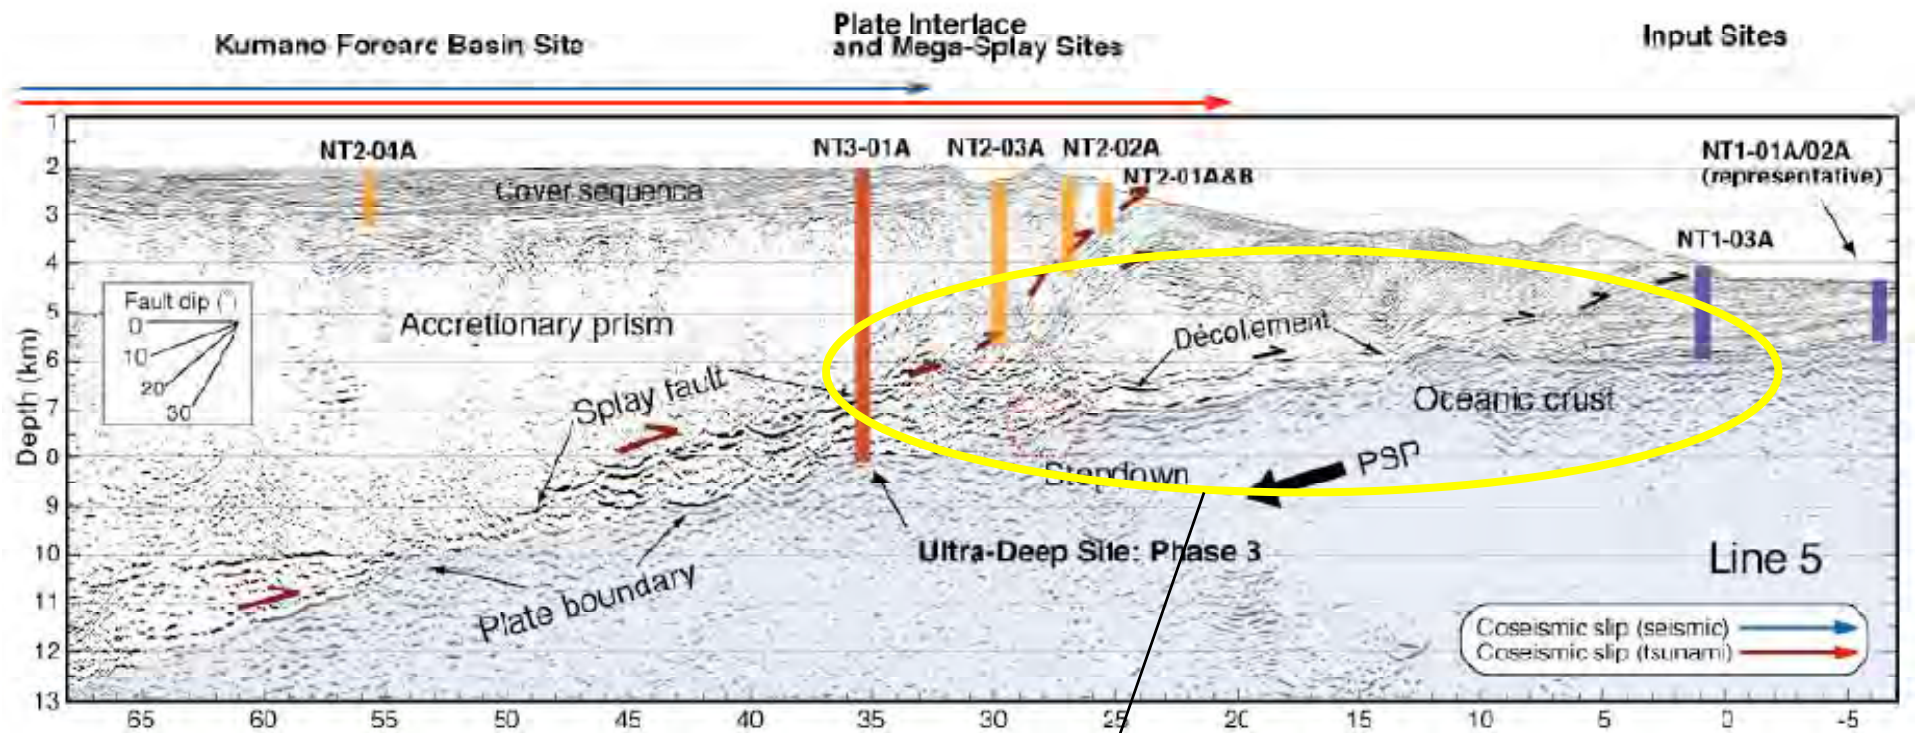 Kumano Forearc Basin Site
Plate Interface
and Mega-Splay Sites
Input Sites
NT2-04A
NT3-01A
NT2-03A
NT2-02A
NT2-01A&B
NT1-01A/02A
(representative)
NT1-03A
Cover sequence
Fault dip (°)
0
10
20
30
Accretionary prism
Splay fault
Décollement
Oceanic crust
Stepdown
PSP
Ultra-Deep Site: Phase 3
Plate boundary
Line 5
Coseismic slip (seismic)
Coseismic slip (tsunami)
Depth (km)
1
2
3
4
5
6
7
8
9
10
11
12
13
65 60 55 50 45 40 35 30 25 20 15 10 5 0 -5